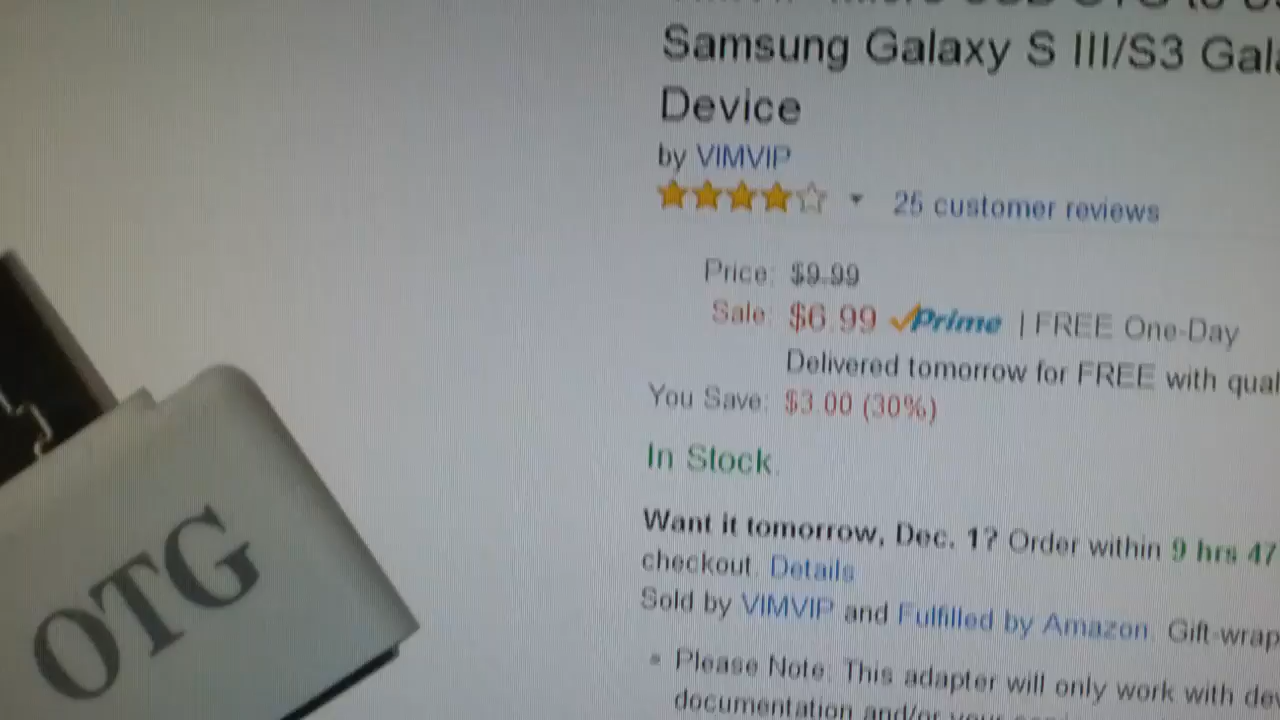 Samsung Galaxy S III/S3
Device
by VIMVIP
25 customer reviews
Price: $9.99
Sale: $6.99 Prime | FREE One-Day
Delivered tomorrow for FREE with
You Save: $3.00 (30%)
In Stock.
Want it tomorrow, Dec. 1? Order within 9 hrs 47
checkout. Details
Sold by VIMVIP and Fulfilled by Amazon. Gift-wrap
Please Note: This adapter will only work with
documentation and/or
OTG